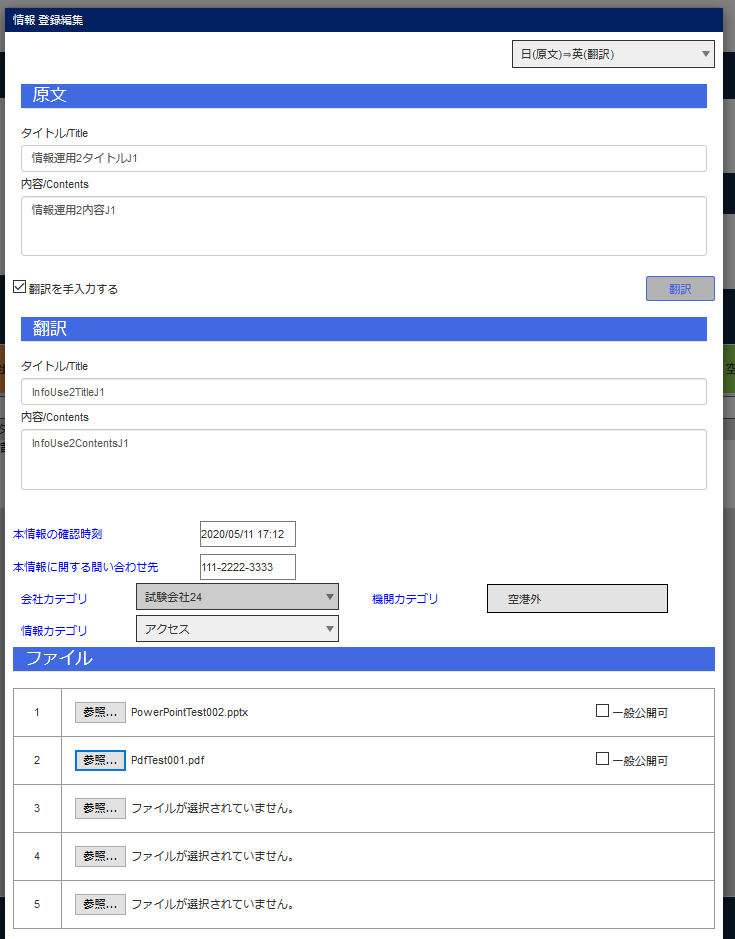 情報 登録編集
日(原文)⇒英(翻訳)
原文
タイトル/Title
情報運用2タイトルJ1
内容/Contents
情報運用2内容J1
翻訳を手入力する
翻訳
翻訳
タイトル/Title
InfoUse2TitleJ1
内容/Contents
InfoUse2ContentsJ1
本情報の確認時刻 2020/05/11 17:12
本情報に関する問い合わせ先 111-2222-3333
会社カテゴリ 試験会社24 機関カテゴリ 空港外
情報カテゴリ アクセス
ファイル
1 参照... PowerPointTest002.pptx 一般公開可
2 参照... PdfTest001.pdf 一般公開可
3 参照... ファイルが選択されていません。
4 参照... ファイルが選択されていません。
5 参照... ファイルが選択されていません。